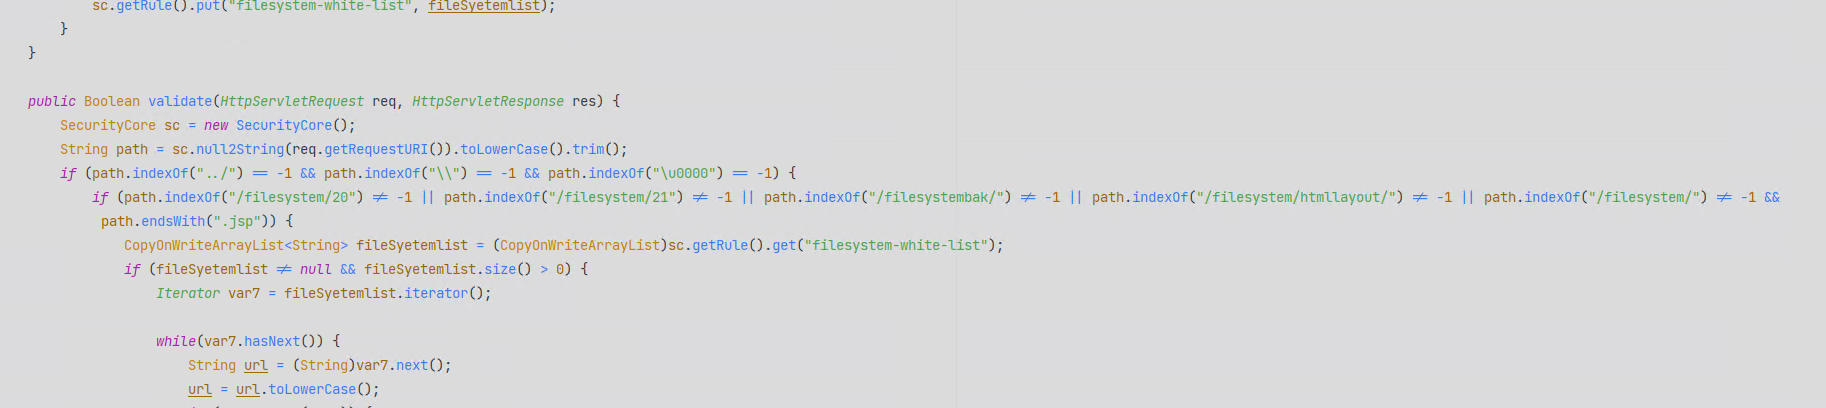 sc.getRule().put("filesystem-white-list", fileSyetemlist);
}
}
public Boolean validate(HttpServletRequest req, HttpServletResponse res) {
SecurityCore sc = new SecurityCore();
String path = sc.null2String(req.getRequestURI()).toLowerCase().trim();
if (path.indexOf("../") == -1 && path.indexOf("\\") == -1 && path.indexOf("\u0000") == -1) {
if (path.indexOf("/filesystem/20") != -1 || path.indexOf("/filesystem/21") != -1 || path.indexOf("/filesystembak/") != -1 || path.indexOf("/filesystem/htmllayout/") != -1 || path.indexOf("/filesystem/") != -1 &&
path.endsWith(".jsp")) {
CopyOnWriteArrayList<String> fileSyetemlist = (CopyOnWriteArrayList)sc.getRule().get("filesystem-white-list");
if (fileSyetemlist != null && fileSyetemlist.size() > 0) {
Iterator var7 = fileSyetemlist.iterator();
while(var7.hasNext()) {
String url = (String)var7.next();
url = url.toLowerCase();